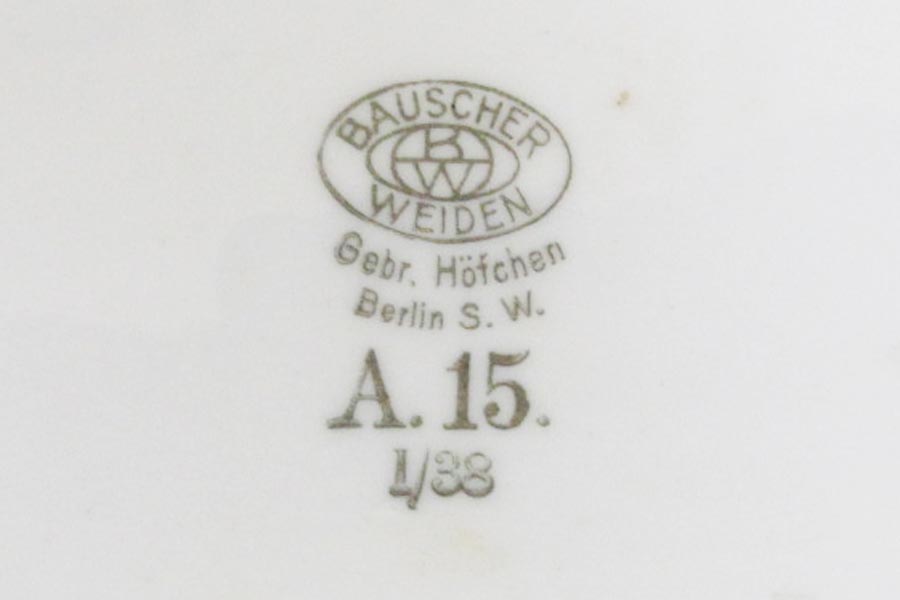 BAUSCHER
BW
WEIDEN
Gebr. Höfchen
Berlin S. W.
A. 15.
1/38